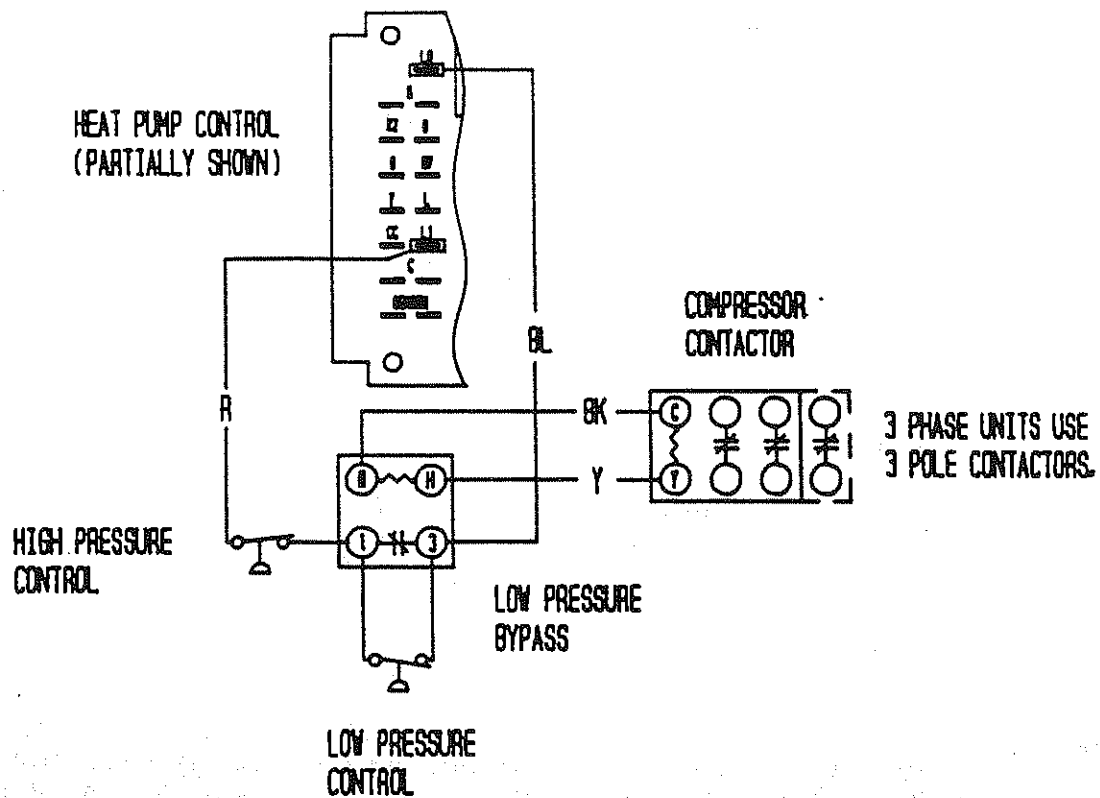 HEAT PUMP CONTROL
(PARTIALLY SHOWN)
L1
C
COMPRESSOR
CONTACTOR
BL
R
BK
C
3 PHASE UNITS USE
3 POLE CONTACTORS.
H
Y
HIGH PRESSURE
CONTROL
1
3
LOW PRESSURE
BYPASS
LOW PRESSURE
CONTROL